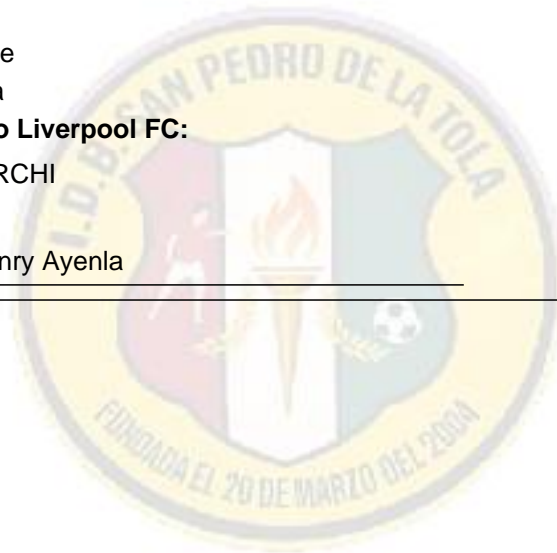 e
a
o Liverpool FC:
RCHI
nry Ayenla
I.D.B. SAN PEDRO DE LA TOLA
FUNDADA EL 20 DE MARZO DEL 2004